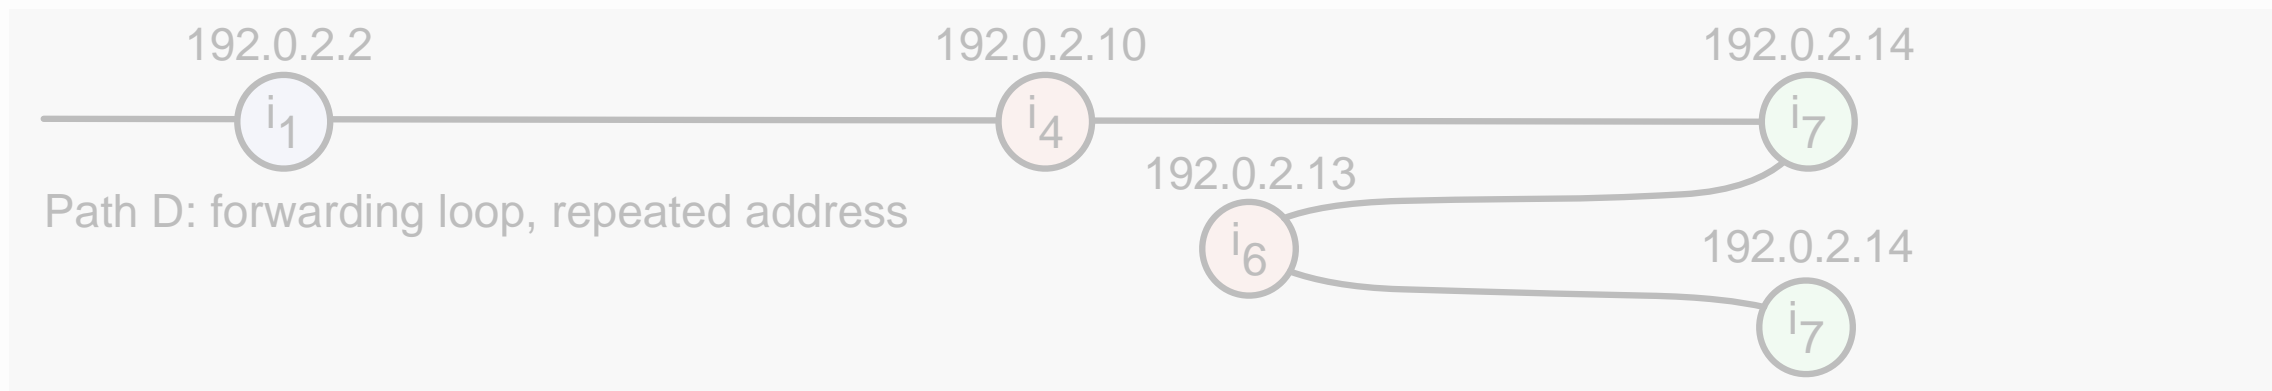 192.0.2.2
192.0.2.10
192.0.2.14
i1
i4
i7
192.0.2.13
Path D: forwarding loop, repeated address
i6
192.0.2.14
i7